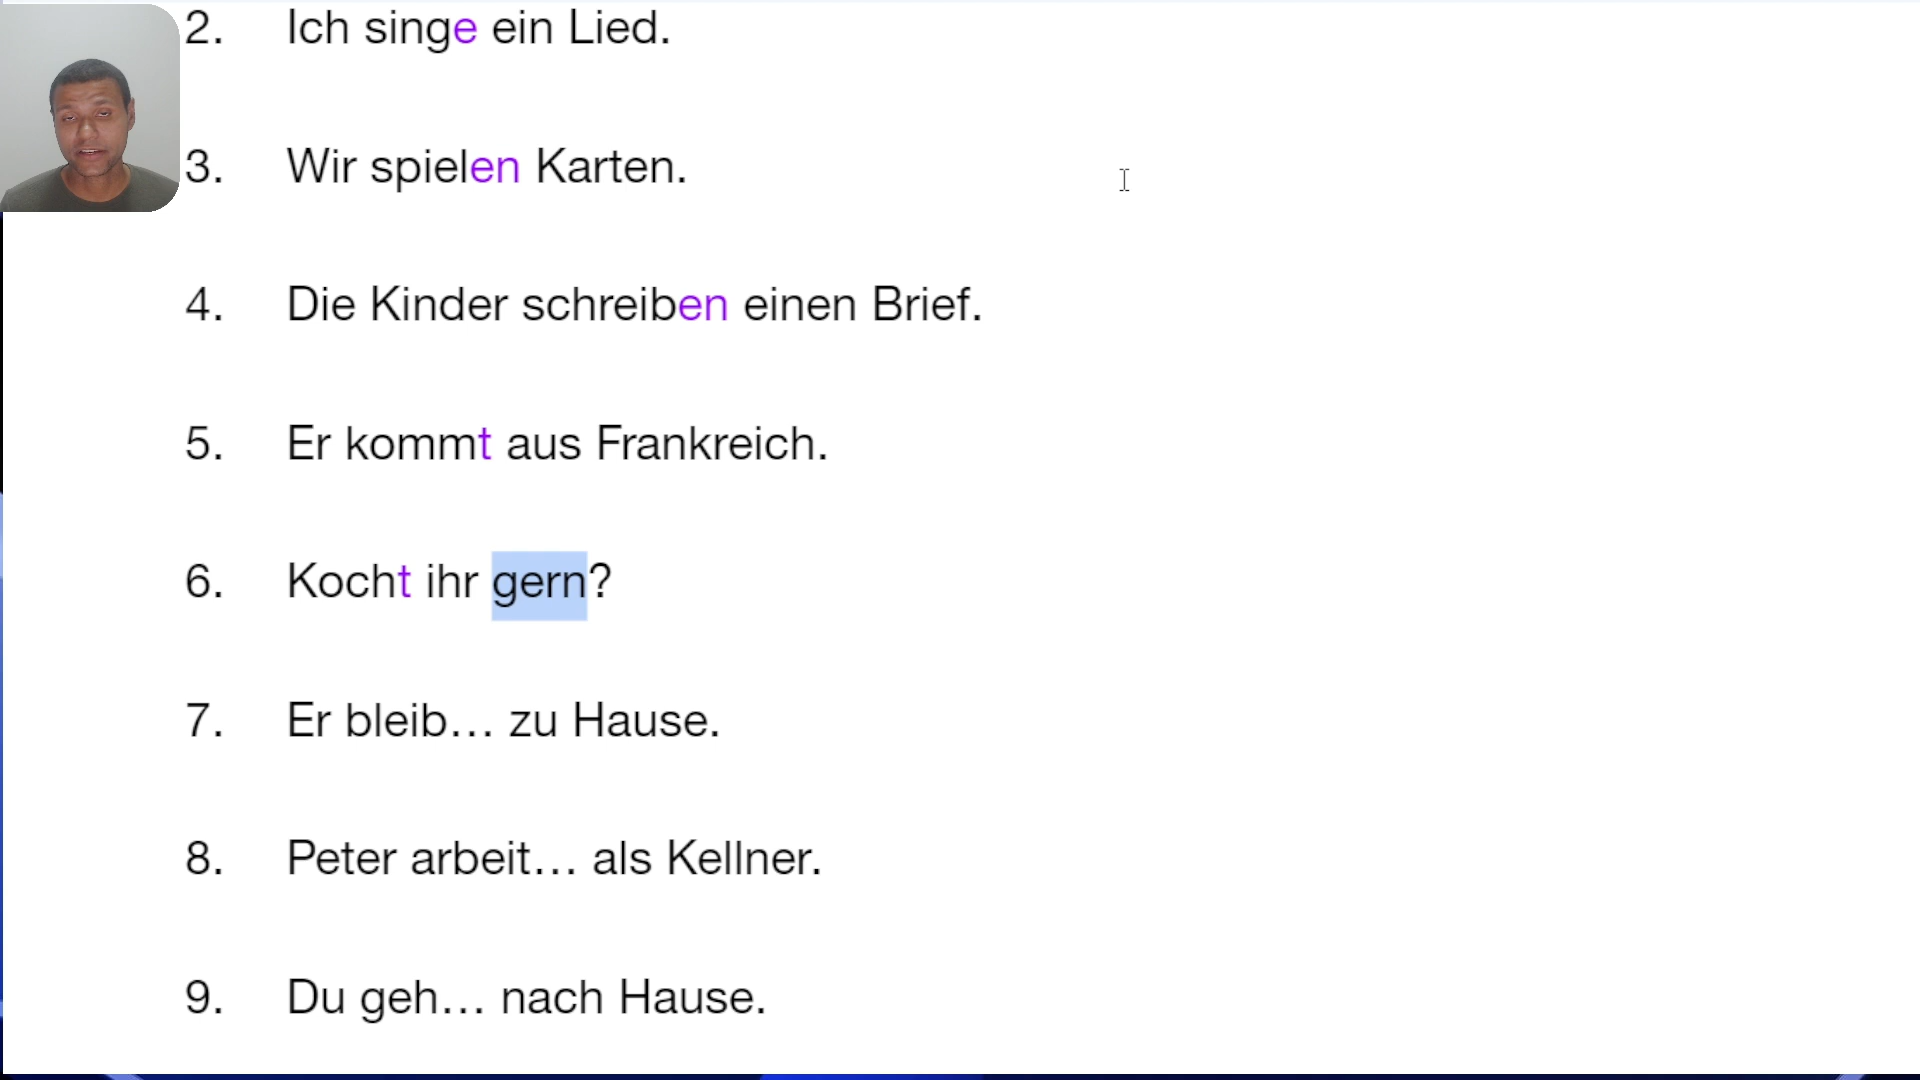 2. Ich singe ein Lied.
3. Wir spielen Karten.
4. Die Kinder schreiben einen Brief.
5. Er kommt aus Frankreich.
6. Kocht ihr gern?
7. Er bleib… zu Hause.
8. Peter arbeit… als Kellner.
9. Du geh… nach Hause.